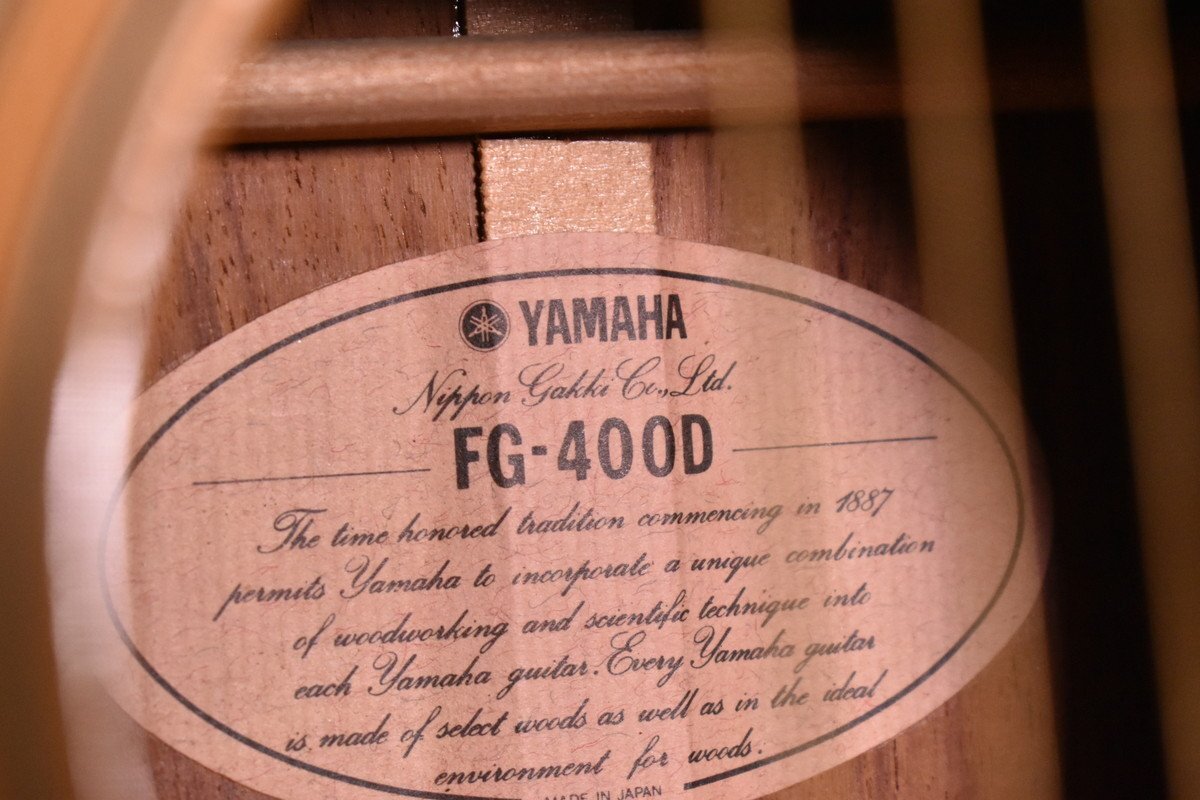 YAMAHA
Nippon Gakki Co., Ltd.
FG-400D
The time honored tradition commencing in 1887
permits Yamaha to incorporate a unique combination
of woodworking and scientific technique into
each Yamaha guitar. Every Yamaha guitar
is made of select woods as well as in the ideal
environment for woods.
MADE IN JAPAN